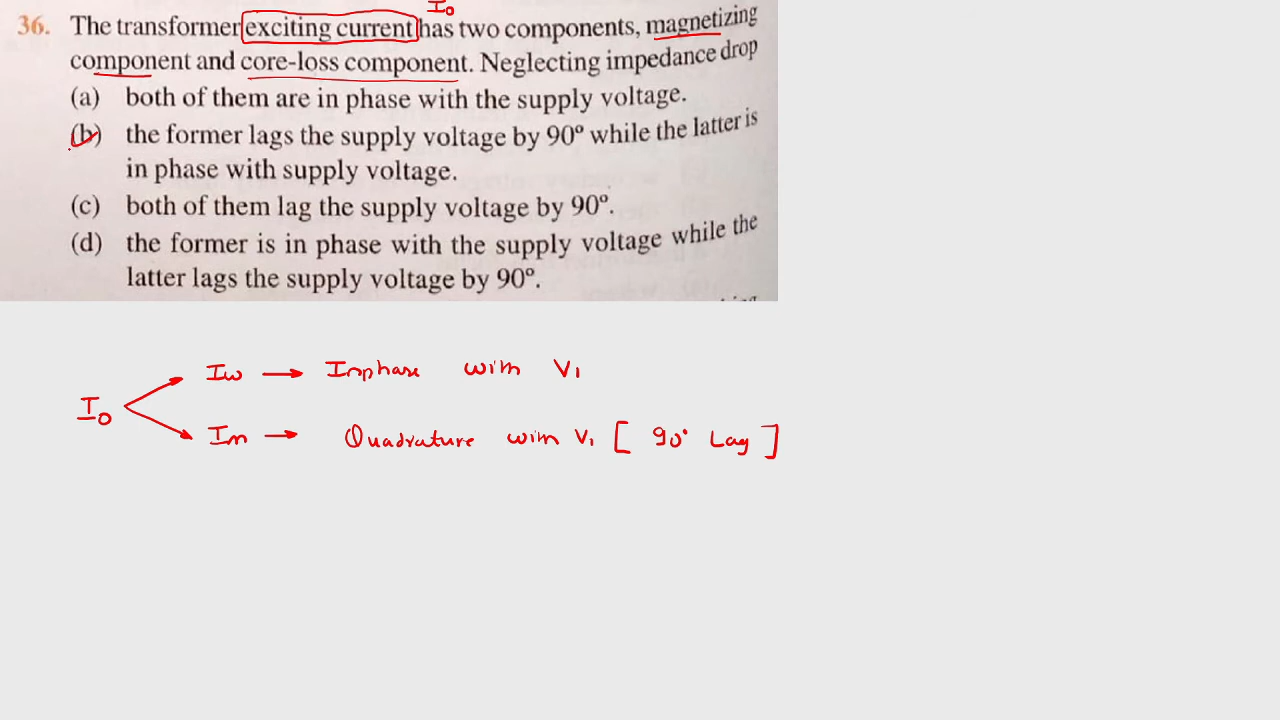 I₀
36. The transformer exciting current has two components, magnetizing
component and core-loss component. Neglecting impedance drop
(a) both of them are in phase with the supply voltage.
(b) the former lags the supply voltage by 90° while the latter is
in phase with supply voltage.
(c) both of them lag the supply voltage by 90°.
(d) the former is in phase with the supply voltage while the
latter lags the supply voltage by 90°.
Iw → Inphase with V₁
I₀
Im → Quadrature with V₁ [ 90° Lag ]